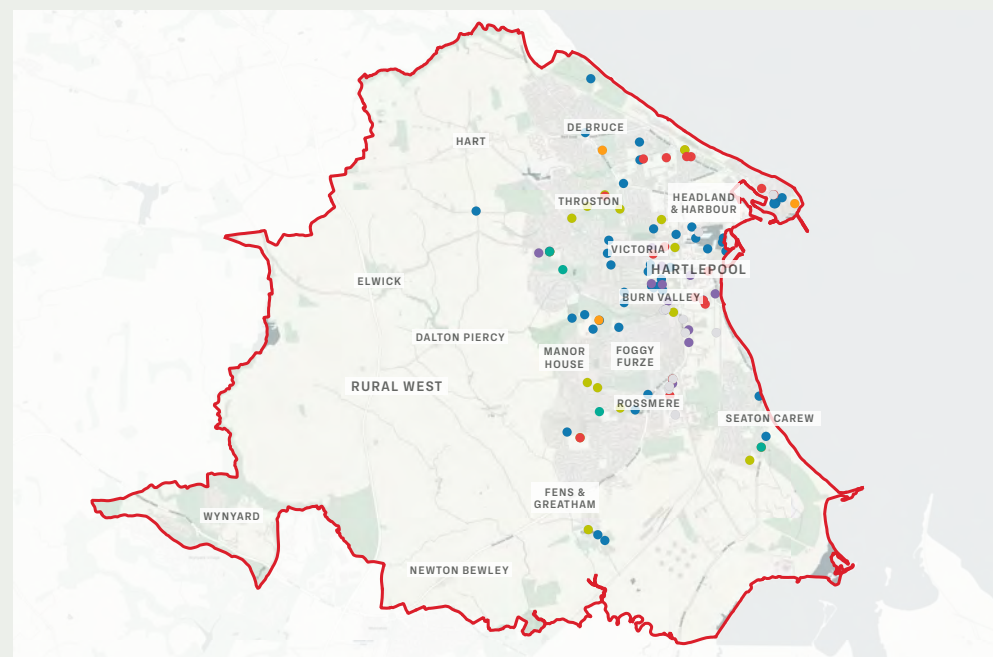 DE BRUCE
HART
THROSTON
HEADLAND
& HARBOUR
VICTORIA
HARTLEPOOL
ELWICK
BURN VALLEY
DALTON PIERCY
MANOR
HOUSE
FOGGY
FURZE
RURAL WEST
ROSSMERE
SEATON CAREW
FENS &
GREATHAM
WYNYARD
NEWTON BEWLEY